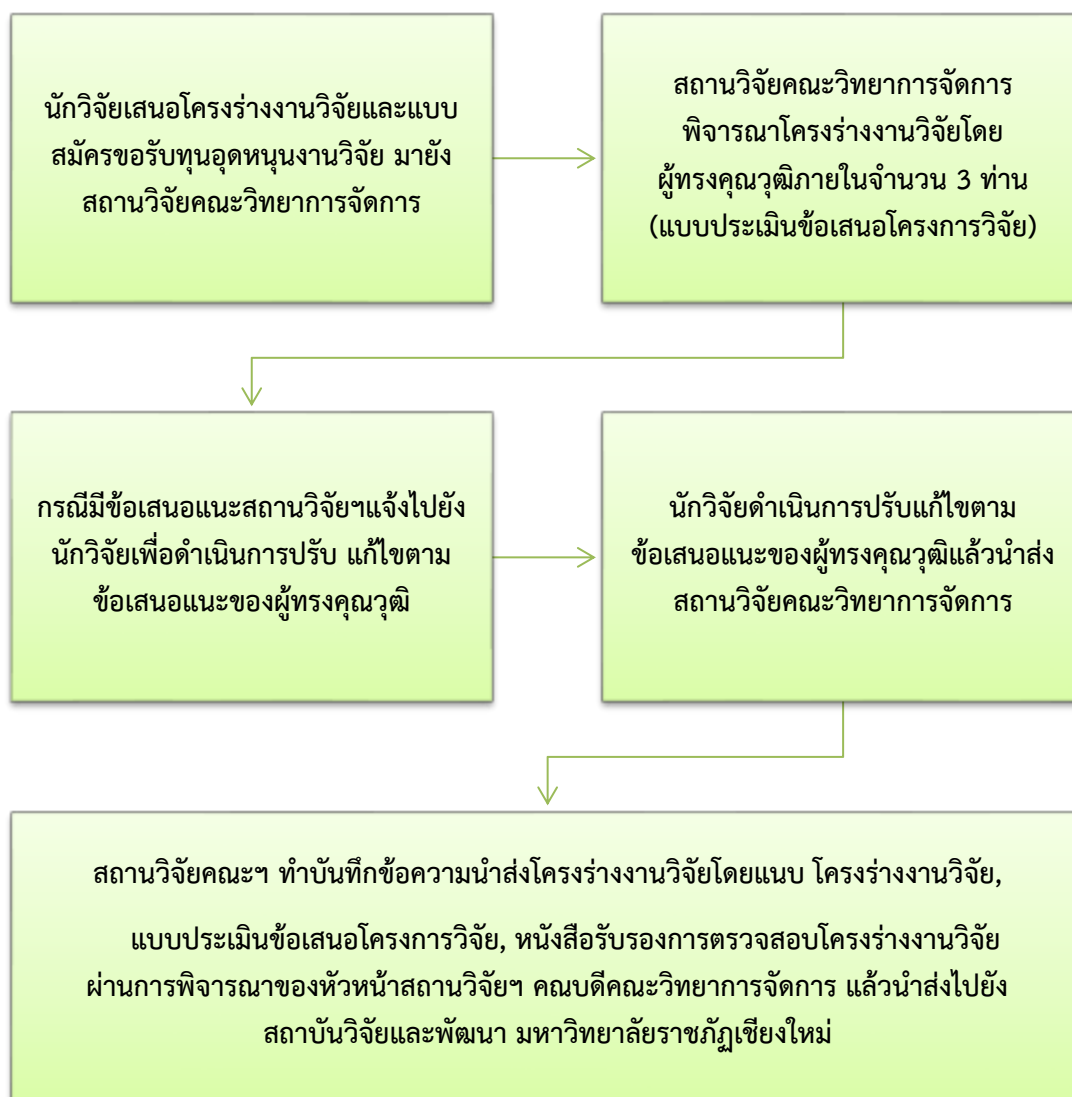 นักวิจัยเสนอโครงร่างงานวิจัยและแบบ
สมัครขอรับทุนอุดหนุนงานวิจัย มายัง
สถานวิจัยคณะวิทยาการจัดการ
สถานวิจัยคณะวิทยาการจัดการ
พิจารณาโครงร่างงานวิจัยโดย
ผู้ทรงคุณวุฒิภายในจำนวน 3 ท่าน
(แบบประเมินข้อเสนอโครงการวิจัย)
กรณีมีข้อเสนอแนะสถานวิจัยฯแจ้งไปยัง
นักวิจัยเพื่อดำเนินการปรับ แก้ไขตาม
ข้อเสนอแนะของผู้ทรงคุณวุฒิ
นักวิจัยดำเนินการปรับแก้ไขตาม
ข้อเสนอแนะของผู้ทรงคุณวุฒิแล้วนำส่ง
สถานวิจัยคณะวิทยาการจัดการ
สถานวิจัยคณะฯ ทำบันทึกข้อความนำส่งโครงร่างงานวิจัยโดยแนบ โครงร่างงานวิจัย,
แบบประเมินข้อเสนอโครงการวิจัย, หนังสือรับรองการตรวจสอบโครงร่างงานวิจัย
ผ่านการพิจารณาของหัวหน้าสถานวิจัยฯ คณบดีคณะวิทยาการจัดการ แล้วนำส่งไปยัง
สถาบันวิจัยและพัฒนา มหาวิทยาลัยราชภัฏเชียงใหม่